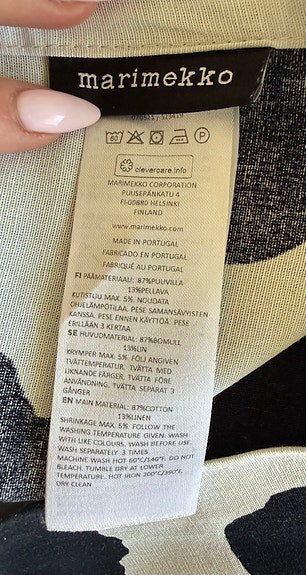 marimekko
070321 / 523419
60
P
clevercare.info
MARIMEKKO CORPORATION
PUUSEPÄNKATU 4
FI-00880 HELSINKI
FINLAND
www.marimekko.com
MADE IN PORTUGAL
FABRICADO EN PORTUGAL
FABRIQUÉ AU PORTUGAL
FI PÄÄMATERIAALI: 87%PUUVILLA
13%PELLAVA
KUTISTUU MAX. 5%. NOUDATA
OHJELÄMPÖTILAA. PESE SAMANSÄVYISTEN
KANSSA. PESE ENNEN KÄYTTÖÄ. PESE
ERILLÄÄN 3 KERTAA
SE HUVUDMATERIAL: 87%BOMULL
13%LIN
KRYMPER MAX. 5%. FÖLJ ANGIVEN
TVÄTTEMPERATUR. TVÄTTA MED
LIKNANDE FÄRGER. TVÄTTA FÖRE
ANVÄNDNING. TVÄTTA SEPARAT 3
GÅNGER
EN MAIN MATERIAL: 87%COTTON
13%LINEN
SHRINKAGE MAX. 5%. FOLLOW THE
WASHING TEMPERATURE GIVEN. WASH
WITH LIKE COLOURS. WASH BEFORE USE.
WASH SEPARATELY 3 TIMES
MACHINE WASH HOT 60°C/140°F. DO NOT
BLEACH. TUMBLE DRY AT LOWER
TEMPERATURE. HOT IRON 200°C/390°F.
DRY CLEAN